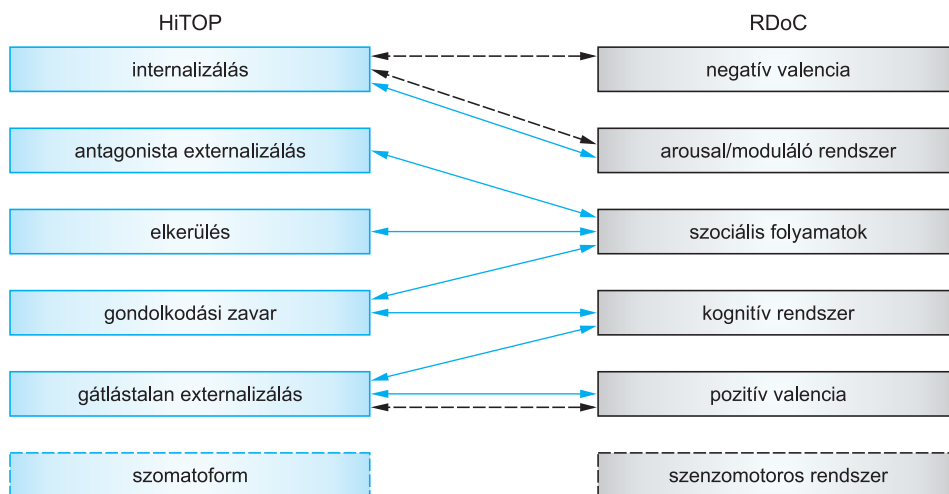 HiTOP
RDoC
internalizálás
negatív valencia
antagonista externalizálás
arousal/moduláló rendszer
elkerülés
szociális folyamatok
gondolkodási zavar
kognitív rendszer
gátlástalan externalizálás
pozitív valencia
szomatoform
szenzomotoros rendszer